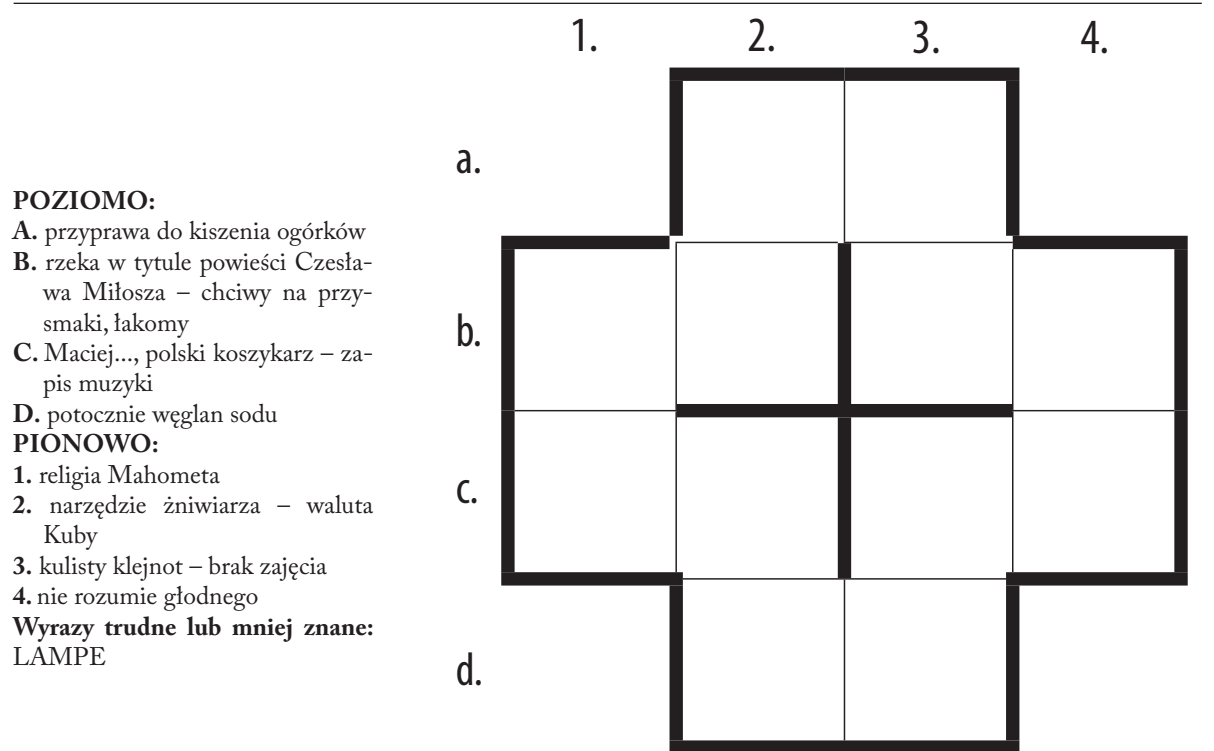 1. 2. 3. 4.
a.
b.
c.
d.
POZIOMO:
A. przyprawa do kiszenia ogórków
B. rzeka w tytule powieści Czesła-
wa Miłosza – chciwy na przy-
smaki, łakomy
C. Maciej..., polski koszykarz – za-
pis muzyki
D. potocznie węglan sodu
PIONOWO:
1. religia Mahometa
2. narzędzie żniwiarza – waluta
Kuby
3. kulisty klejnot – brak zajęcia
4. nie rozumie głodnego
Wyrazy trudne lub mniej znane:
LAMPE